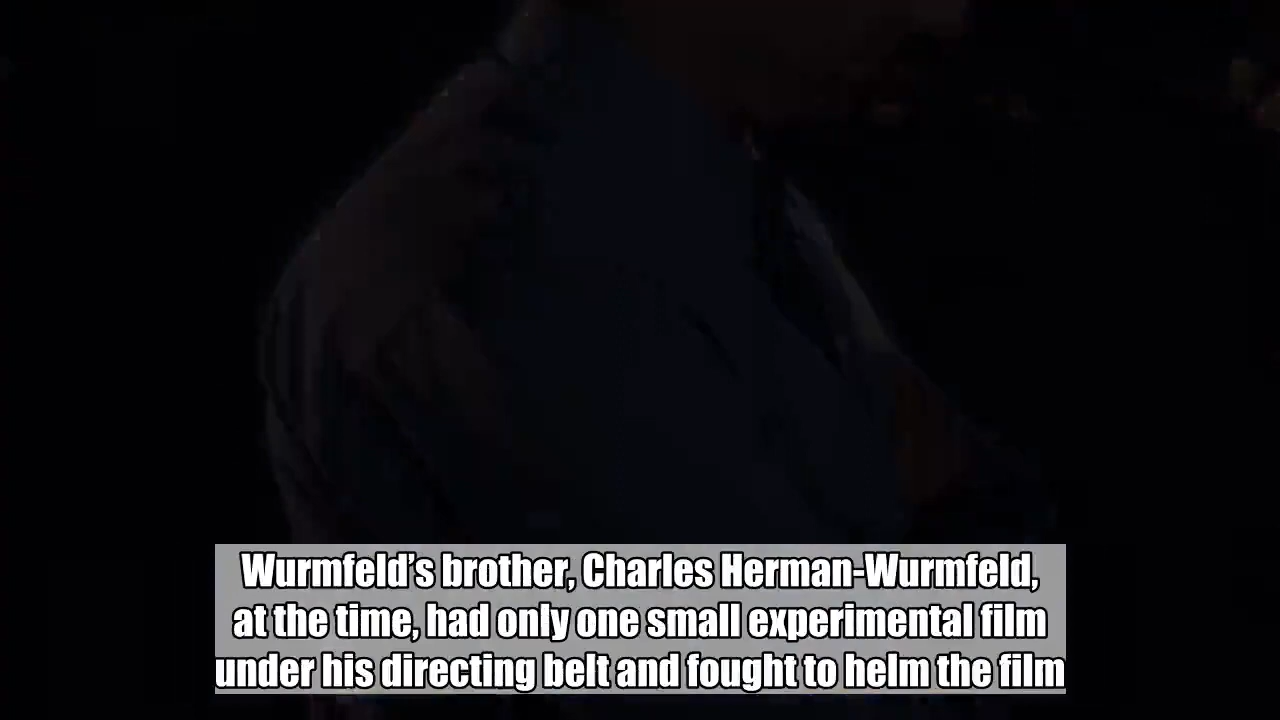 Wurmfeld’s brother, Charles Herman-Wurmfeld,
at the time, had only one small experimental film
under his directing belt and fought to helm the film